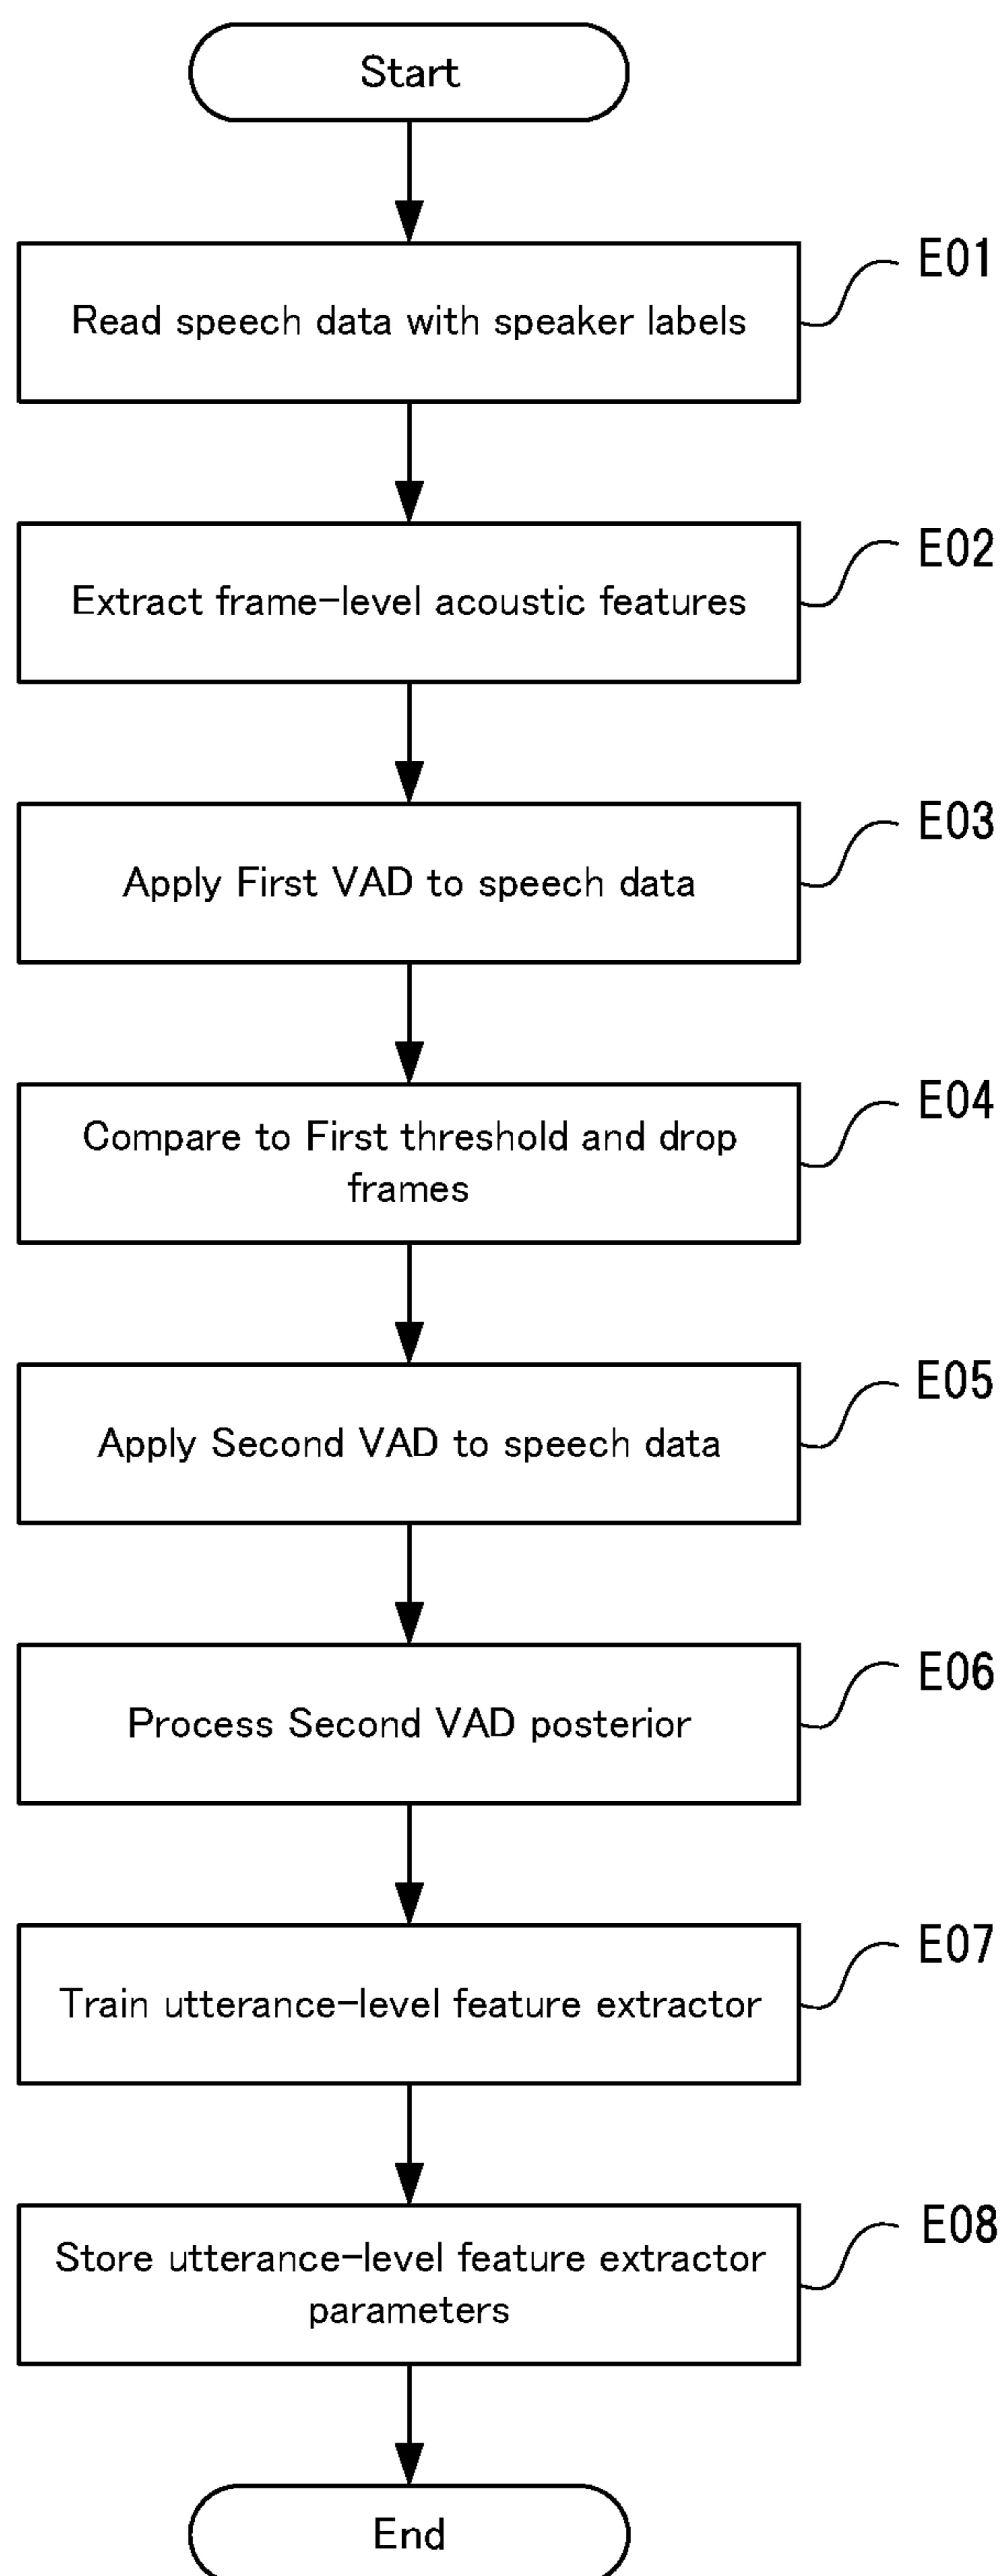 Start
E01
Read speech data with speaker labels
E02
Extract frame-level acoustic features
E03
Apply First VAD to speech data
E04
Compare to First threshold and drop
frames
E05
Apply Second VAD to speech data
E06
Process Second VAD posterior
E07
Train utterance-level feature extractor
E08
Store utterance-level feature extractor
parameters
End